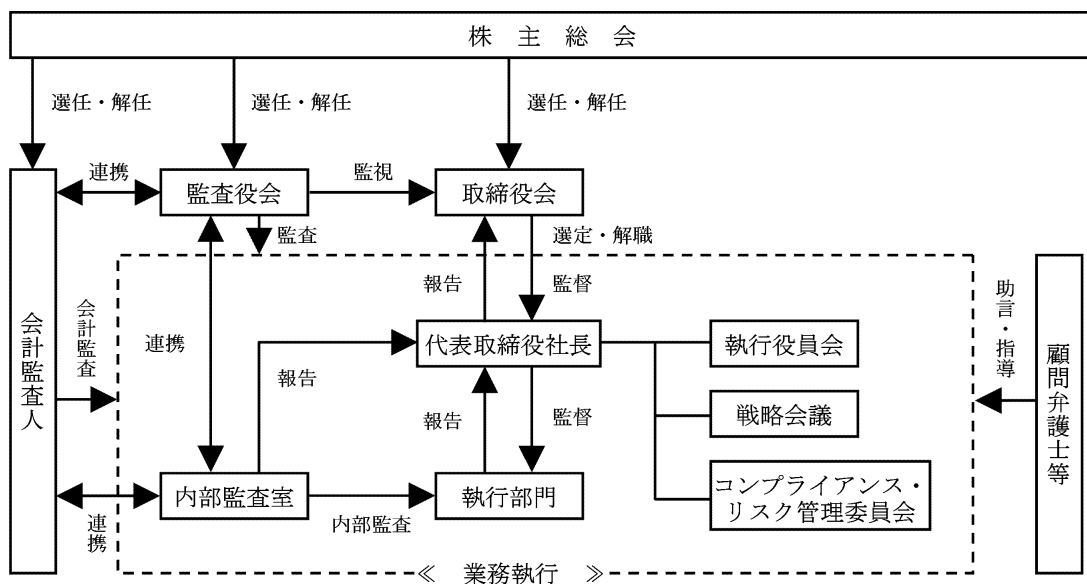 株主総会
選任・解任
選任・解任
選任・解任
連携
監査役会
監視
取締役会
監査
選定・解職
報告
監督
会計監査人
会計監査
連携
報告
代表取締役社長
執行役員会
助言・指導
顧問弁護士等
報告
監督
戦略会議
内部監査室
執行部門
コンプライアンス・
リスク管理委員会
連携
内部監査
≪ 業務執行 ≫